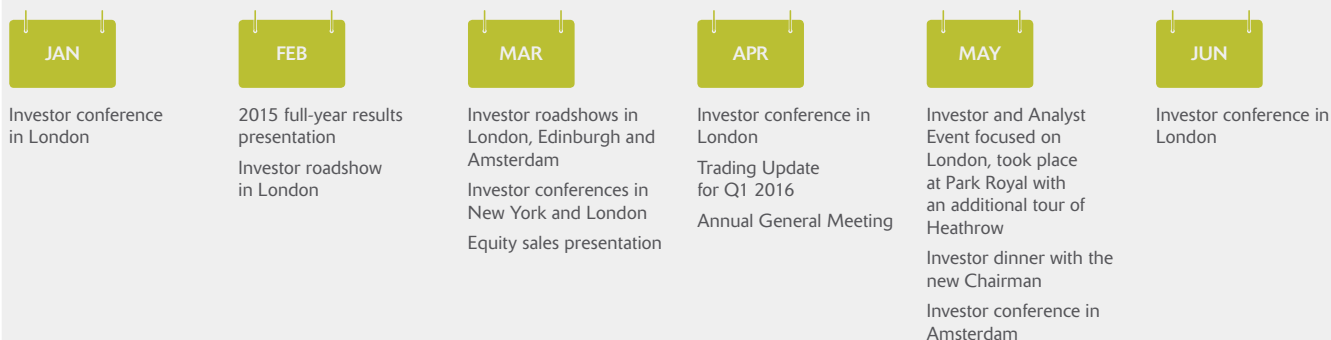 JAN
Investor conference
in London
FEB
2015 full-year results
presentation
Investor roadshow
in London
MAR
Investor roadshows in
London, Edinburgh and
Amsterdam
Investor conferences in
New York and London
Equity sales presentation
APR
Investor conference in
London
Trading Update
for Q1 2016
Annual General Meeting
MAY
Investor and Analyst
Event focused on
London, took place
at Park Royal with
an additional tour of
Heathrow
Investor dinner with the
new Chairman
Investor conference in
Amsterdam
JUN
Investor conference in
London